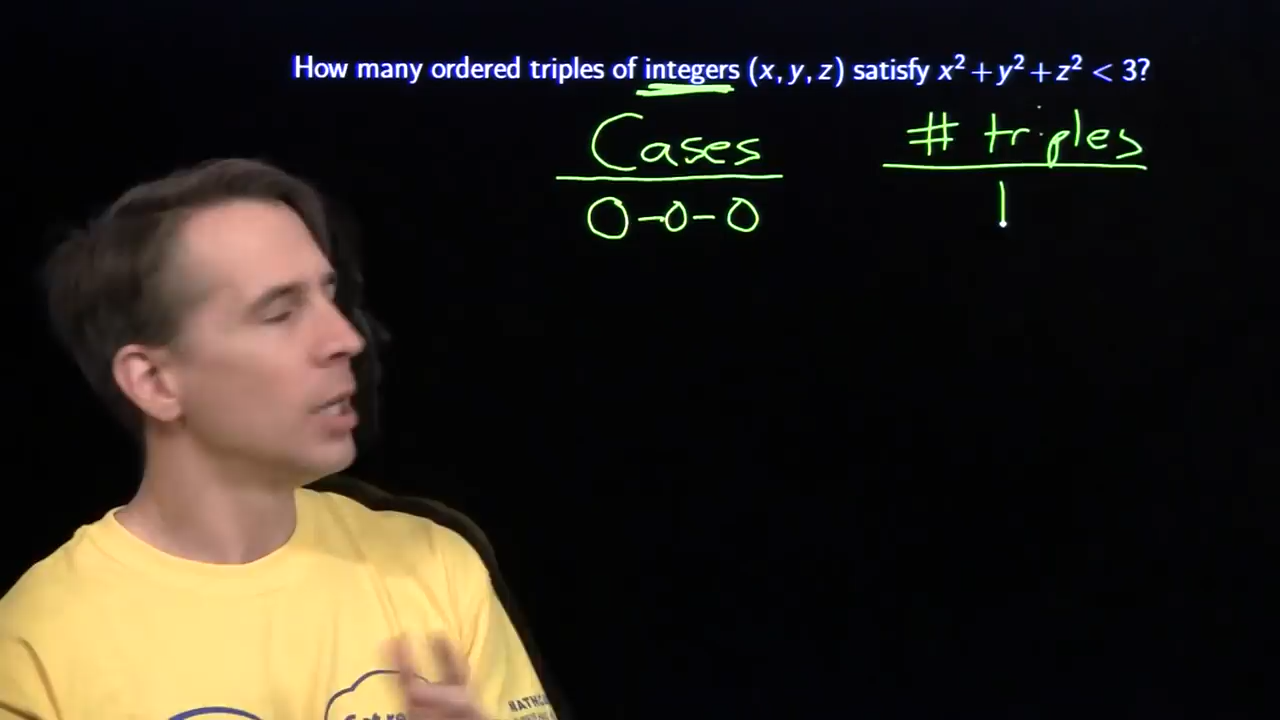 How many ordered triples of integers (x, y, z) satisfy x² + y² + z² < 3?
Cases # triples
0-0-0 1